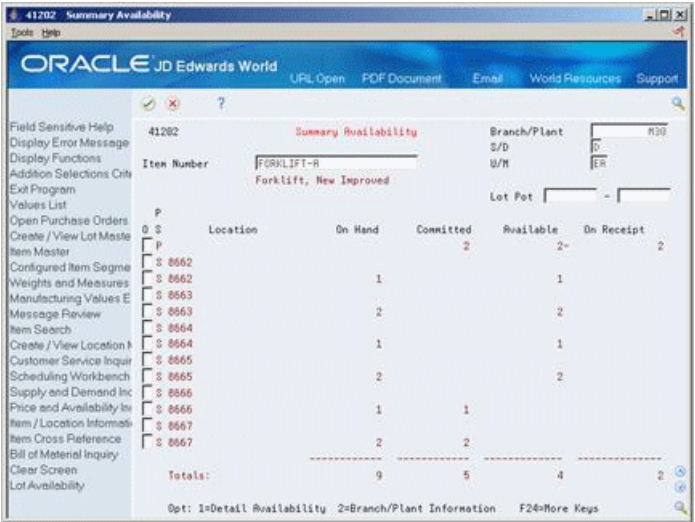 41202 Summary Availability
Tools Help
ORACLE JD Edwards World
URL Open PDF Document Email World Resources Support
?
Field Sensitive Help
Display Error Message
Display Functions
Addition Selections Crite
Exit Program
Values List
Open Purchase Orders
Create / View Lot Maste
Item Master
Configured Item Segme
Weights and Measures
Manufacturing Values E
Message Review
Item Search
Create / View Location M
Customer Service Inquir
Scheduling Workbench
Supply and Demand Inq
Price and Availability In
Item / Location Informati
Item Cross Reference
Bill of Material Inquiry
Clear Screen
Lot Availability
41202 Summary Availability Branch/Plant M30
S/D D
Item Number FORKLIFT-A U/M EA
Forklift, New Improved
Lot Pot -
P
O S Location On Hand Committed Available On Receipt
P 2 2- 2
S 8662
S 8662 1 1
S 8663
S 8663 2 2
S 8664
S 8664 1 1
S 8665
S 8665 2 2
S 8666
S 8666 1 1
S 8667
S 8667 2 2
Totals: 9 5 4 2
Opt: 1=Detail Availability 2=Branch/Plant Information F24=More Keys